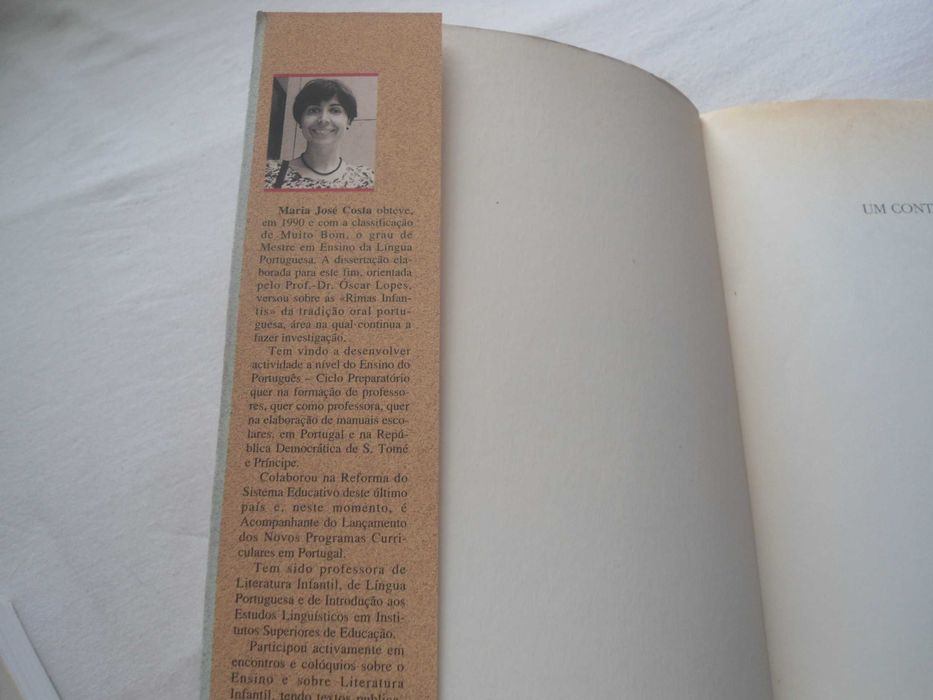 Maria José Costa obteve,
em 1990 e com a classificação
de Muito Bom, o grau de
Mestre em Ensino da Língua
Portuguesa. A dissertação ela-
borada para este fim, orientada
pelo Prof.-Dr. Óscar Lopes,
versou sobre as «Rimas Infan-
tis» da tradição oral portu-
guesa, área na qual continua a
fazer investigação.
Tem vindo a desenvolver
actividade a nível do Ensino do
Português – Ciclo Preparatório
quer na formação de professo-
res, quer como professora, quer
na elaboração de manuais esco-
lares, em Portugal e na Repú-
blica Democrática de S. Tomé
e Príncipe.
Colaborou na Reforma do
Sistema Educativo deste último
país e, neste momento, é
Acompanhante do Lançamento
dos Novos Programas Curri-
culares em Portugal.
Tem sido professora de
Literatura Infantil, de Língua
Portuguesa e de Introdução aos
Estudos Linguísticos em Insti-
tutos Superiores de Educação.
Participou activamente em
encontros e colóquios sobre o
Ensino e sobre Literatura
Infantil, tendo textos publica-
UM CONT